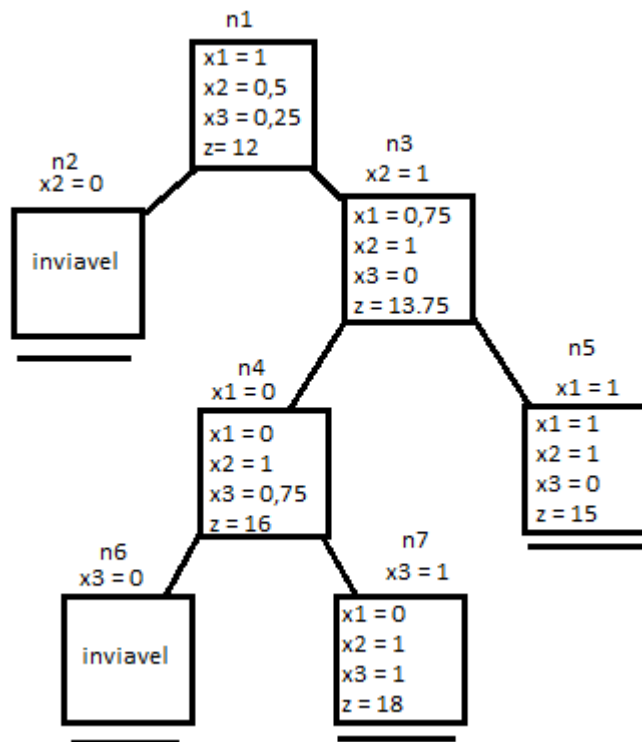 n1
x1 = 1
x2 = 0,5
x3 = 0,25
z= 12
n2
x2 = 0
inviavel
n3
x2 = 1
x1 = 0,75
x2 = 1
x3 = 0
z = 13.75
n4
x1 = 0
x1 = 0
x2 = 1
x3 = 0,75
z = 16
n5
x1 = 1
x1 = 1
x2 = 1
x3 = 0
z = 15
n6
x3 = 0
inviavel
n7
x3 = 1
x1 = 0
x2 = 1
x3 = 1
z = 18